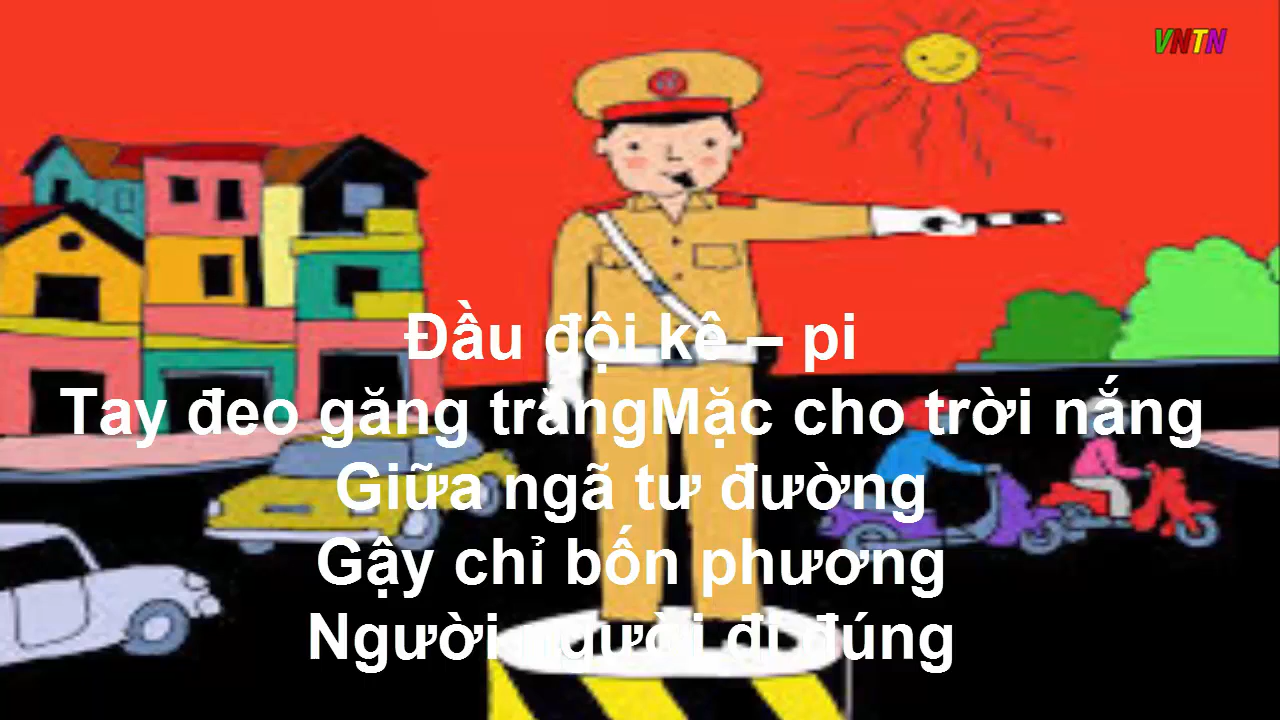 VNTN
Đầu đội kê – pi
Tay đeo găng trắngMặc cho trời nắng
Giữa ngã tư đường
Gậy chỉ bốn phương
Người người đi đúng